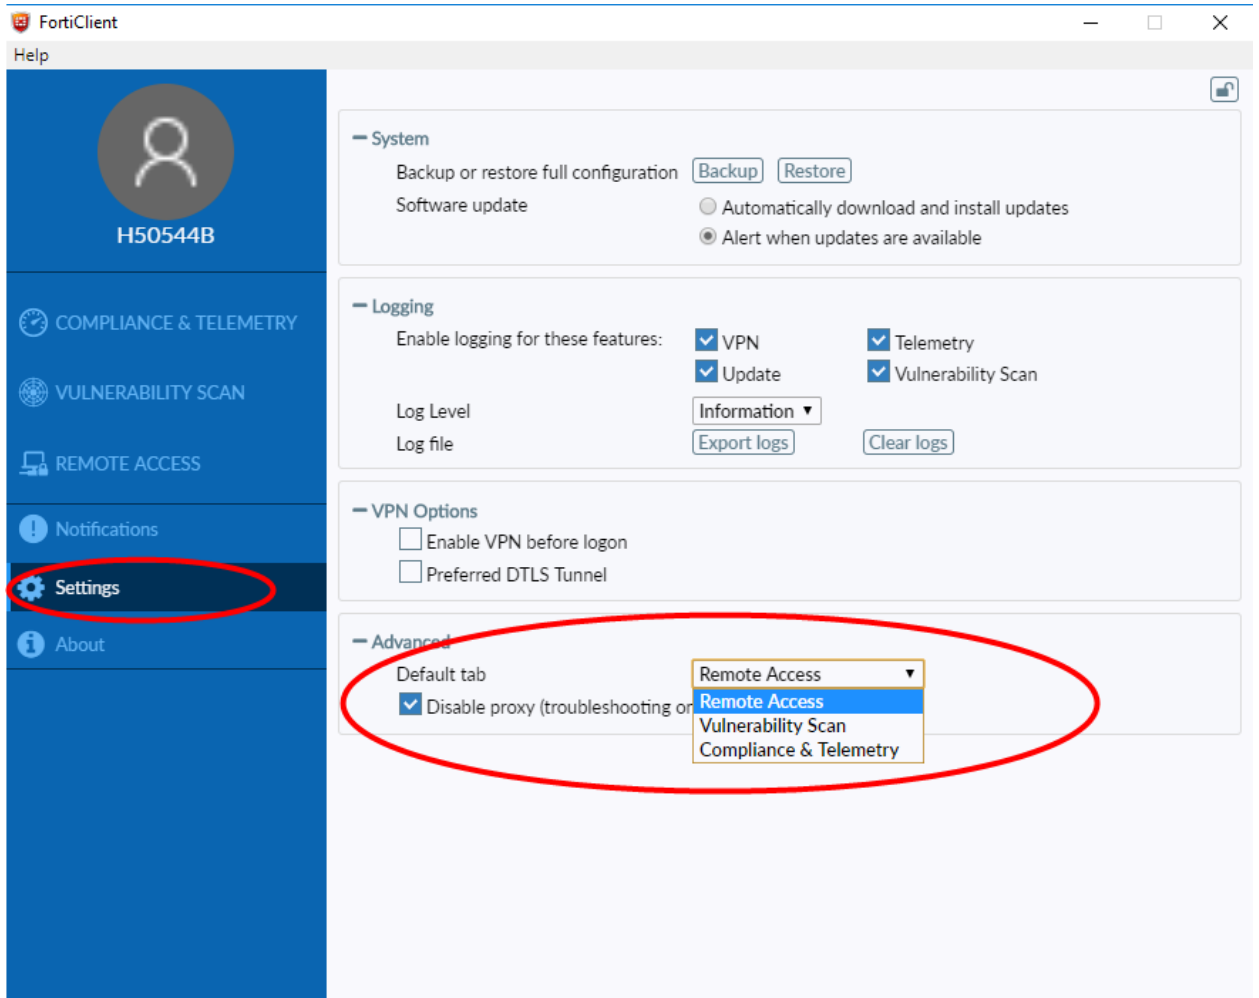 FortiClient
Help
H50544B
COMPLIANCE & TELEMETRY
VULNERABILITY SCAN
REMOTE ACCESS
Notifications
Settings
About
System
Backup or restore full configuration Backup Restore
Software update Automatically download and install updates
Alert when updates are available
Logging
Enable logging for these features: VPN Telemetry
Update Vulnerability Scan
Log Level Information
Log file Export logs Clear logs
VPN Options
Enable VPN before logon
Preferred DTLS Tunnel
Advanced
Default tab Remote Access
Disable proxy (troubleshooting Remote Access
Vulnerability Scan
Compliance & Telemetry